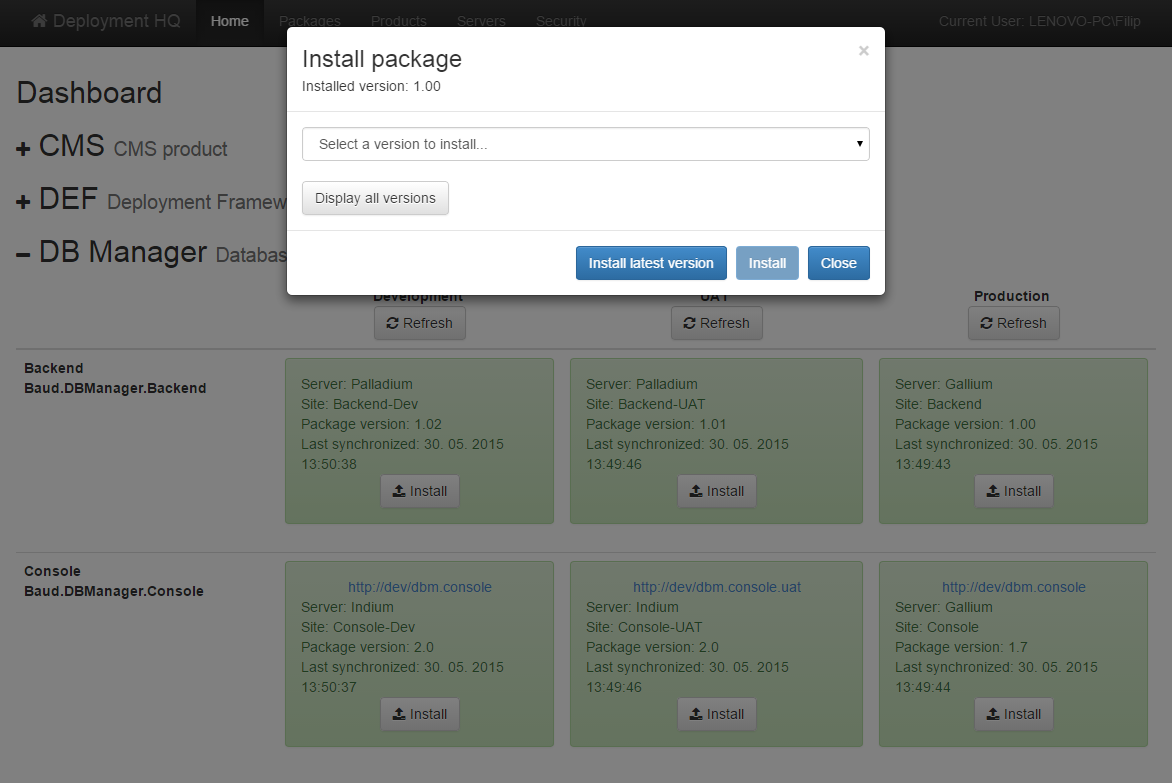 Deployment HQ Home Packages Products Servers Security Current User: LENOVO-PC\Filip
Install package ×
Installed version: 1.00
Select a version to install...
Display all versions
Install latest version Install Close
Dashboard
CMS CMS product
DEF Deployment Framew
DB Manager Databas
Development UAT Production
Refresh Refresh Refresh
Backend
Baud.DBManager.Backend
Server: Palladium
Site: Backend-Dev
Package version: 1.02
Last synchronized: 30. 05. 2015
13:50:38
Install
Server: Palladium
Site: Backend-UAT
Package version: 1.01
Last synchronized: 30. 05. 2015
13:49:46
Install
Server: Gallium
Site: Backend
Package version: 1.00
Last synchronized: 30. 05. 2015
13:49:43
Install
Console
Baud.DBManager.Console
http://dev/dbm.console
Server: Indium
Site: Console-Dev
Package version: 2.0
Last synchronized: 30. 05. 2015
13:50:37
Install
http://dev/dbm.console.uat
Server: Indium
Site: Console-UAT
Package version: 2.0
Last synchronized: 30. 05. 2015
13:49:46
Install
http://dev/dbm.console
Server: Gallium
Site: Console
Package version: 1.7
Last synchronized: 30. 05. 2015
13:49:44
Install